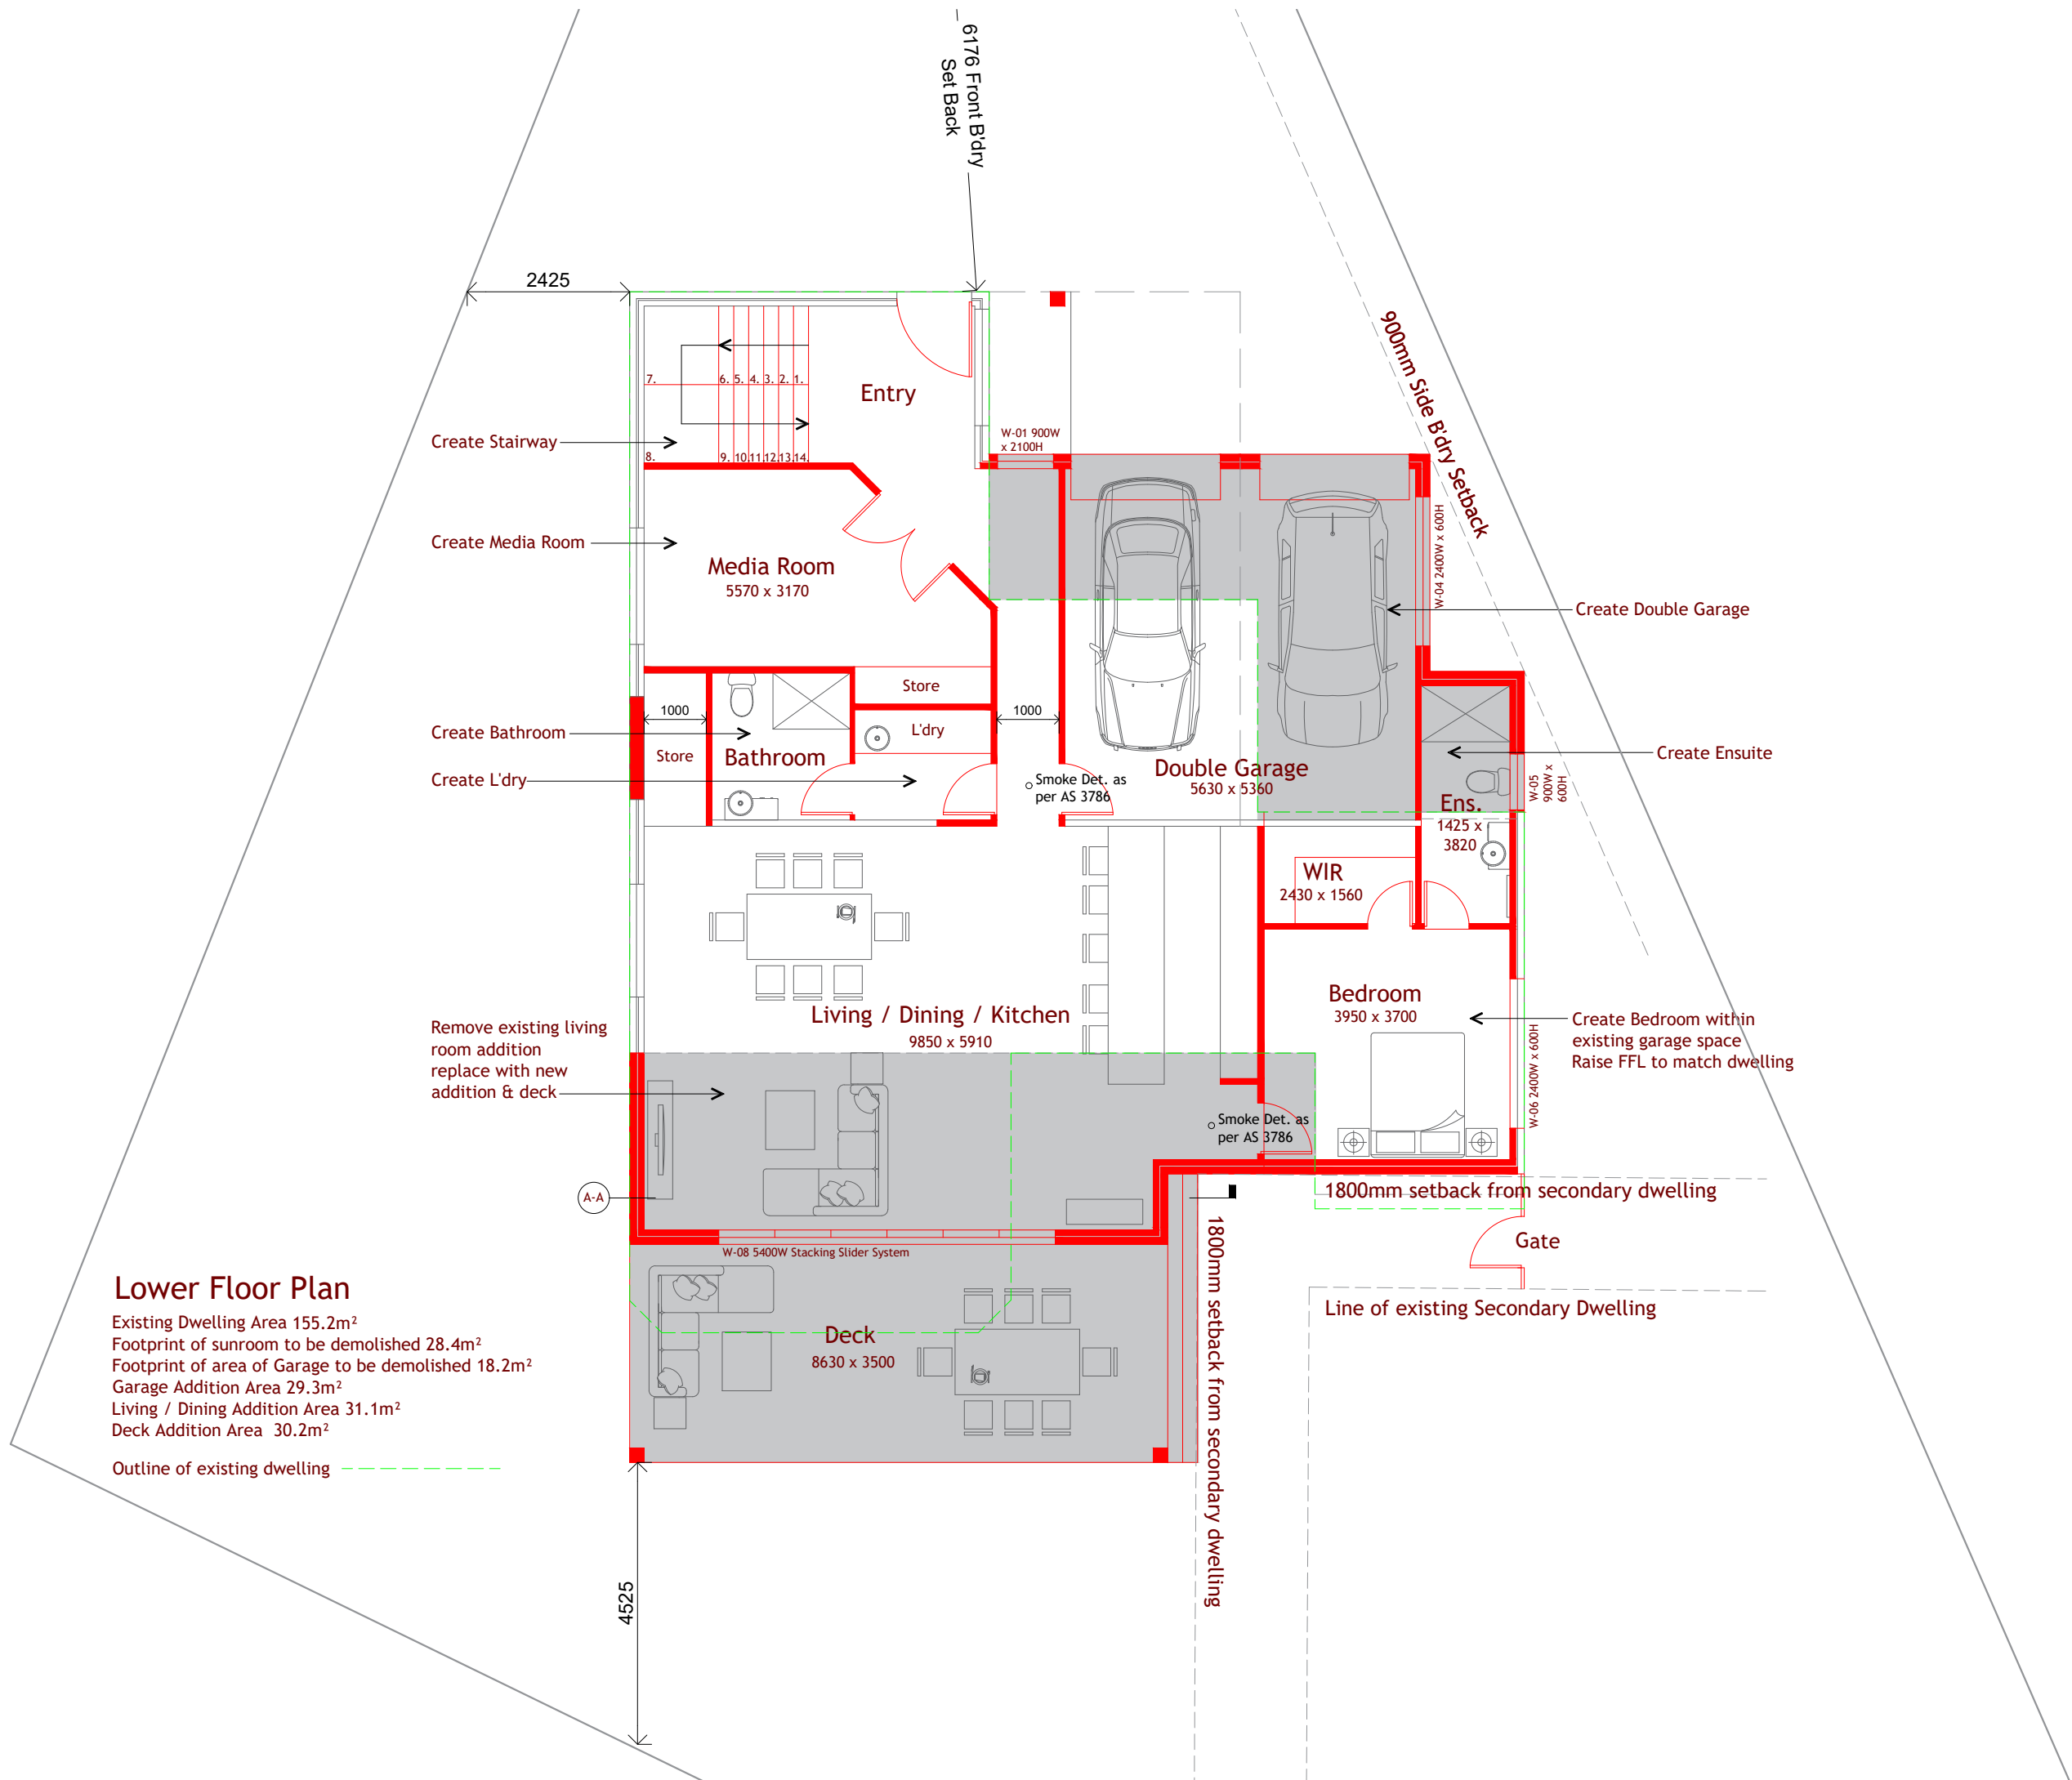 6176 Front B'dry
Set Back
2425
900mm Side B'dry Setback
Entry
7.
6. 5. 4. 3. 2. 1.
8.
9. 10.11.12.13.14.
Create Stairway
W-01 900W
x 2100H
W-04 2400W x 600H
Create Media Room
Media Room
5570 x 3170
Create Double Garage
Store
1000
1000
L'dry
Create Bathroom
Bathroom
Store
Create L'dry
Smoke Det. as
per AS 3786
Double Garage
5630 x 5360
Create Ensuite
W-05
900W x
600H
Ens.
1425 x
3820
WIR
2430 x 1560
Living / Dining / Kitchen
9850 x 5910
Bedroom
3950 x 3700
Create Bedroom within
existing garage space
Raise FFL to match dwelling
W-06 2400W x 600H
Remove existing living
room addition
replace with new
addition & deck
Smoke Det. as
per AS 3786
A-A
1800mm setback from secondary dwelling
1800mm setback from secondary dwelling
Gate
W-08 5400W Stacking Slider System
Line of existing Secondary Dwelling
Deck
8630 x 3500
Lower Floor Plan
Existing Dwelling Area 155.2m²
Footprint of sunroom to be demolished 28.4m²
Footprint of area of Garage to be demolished 18.2m²
Garage Addition Area 29.3m²
Living / Dining Addition Area 31.1m²
Deck Addition Area 30.2m²
Outline of existing dwelling
4525